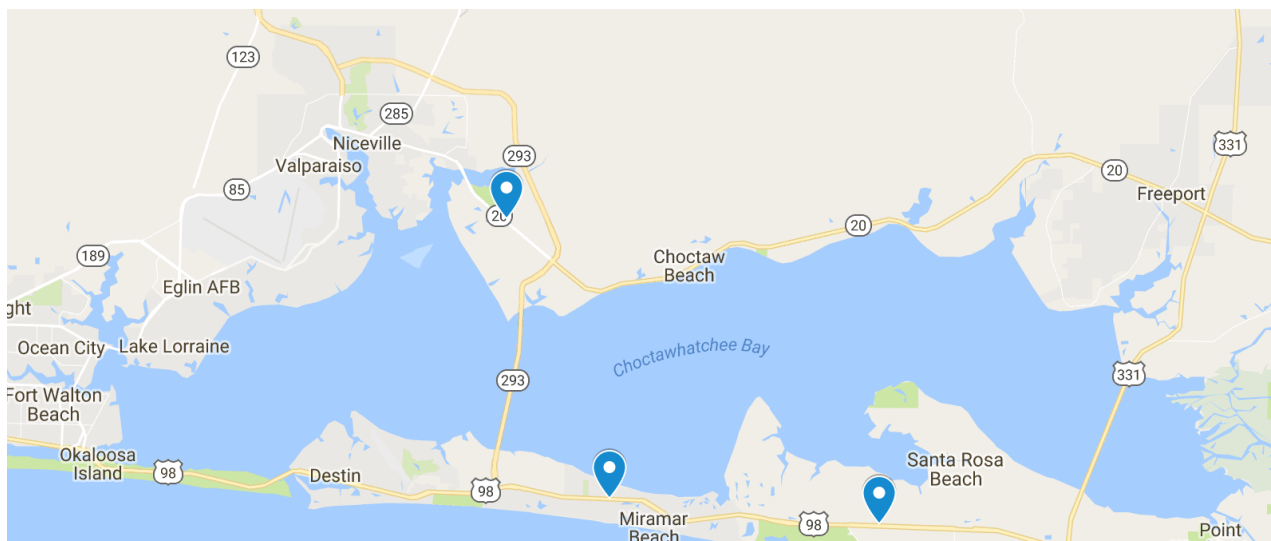 123
285
Niceville
Valparaiso
293
331
85
20
20
Freeport
20
189
Choctaw
Beach
Eglin AFB
ght
Ocean City
Lake Lorraine
Choctawhatchee Bay
293
331
Fort Walton
Beach
Okaloosa
Island
98
Destin
98
Santa Rosa
Beach
Miramar
Beach
98
Point